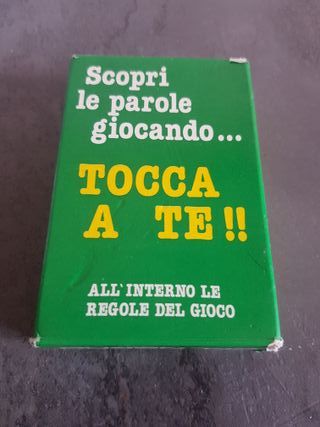 Scopri
le parole
giocando...
TOCCA
A TE!!
ALL'INTERNO LE
REGOLE DEL GIOCO